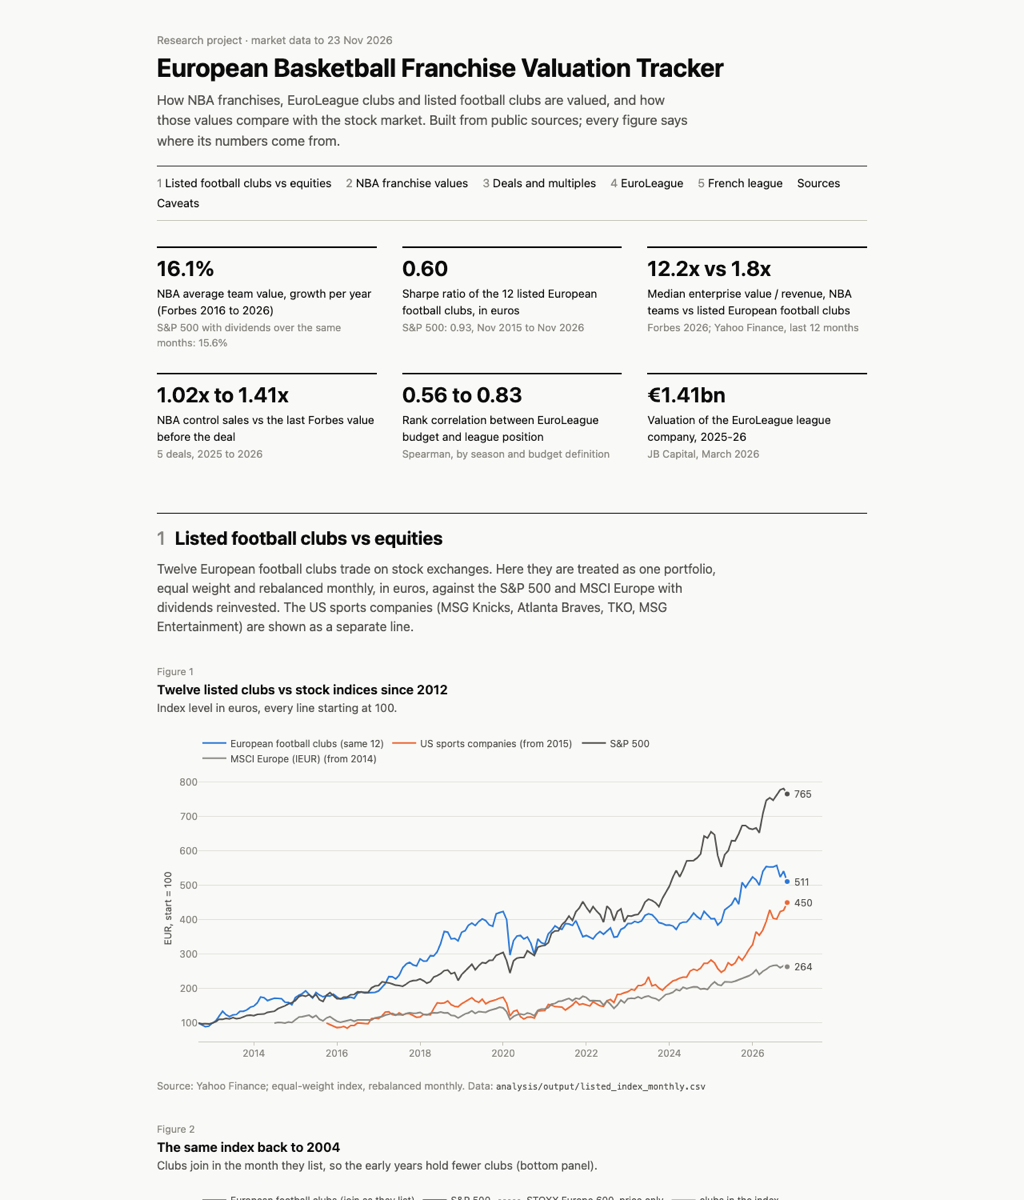 Research project · market data to 23 Nov 2026
European Basketball Franchise Valuation Tracker
How NBA franchises, EuroLeague clubs and listed football clubs are valued, and how
those values compare with the stock market. Built from public sources; every figure says
where its numbers come from.
1 Listed football clubs vs equities 2 NBA franchise values 3 Deals and multiples 4 EuroLeague 5 French league Sources
Caveats
16.1%
NBA average team value, growth per year
(Forbes 2016 to 2026)
S&P 500 with dividends over the same
months: 15.6%
0.60
Sharpe ratio of the 12 listed European
football clubs, in euros
S&P 500: 0.93, Nov 2015 to Nov 2026
12.2x vs 1.8x
Median enterprise value / revenue, NBA
teams vs listed European football clubs
Forbes 2026; Yahoo Finance, last 12 months
1.02x to 1.41x
NBA control sales vs the last Forbes value
before the deal
5 deals, 2025 to 2026
0.56 to 0.83
Rank correlation between EuroLeague
budget and league position
Spearman, by season and budget definition
€1.41bn
Valuation of the EuroLeague league
company, 2025-26
JB Capital, March 2026
1 Listed football clubs vs equities
Twelve European football clubs trade on stock exchanges. Here they are treated as one portfolio,
equal weight and rebalanced monthly, in euros, against the S&P 500 and MSCI Europe with
dividends reinvested. The US sports companies (MSG Knicks, Atlanta Braves, TKO, MSG
Entertainment) are shown as a separate line.
Figure 1
Twelve listed clubs vs stock indices since 2012
Index level in euros, every line starting at 100.
European football clubs (same 12) US sports companies (from 2015) S&P 500
MSCI Europe (IEUR) (from 2014)
800
700
600
500
400
300
200
100
EUR, start = 100
765
511
450
264
2014 2016 2018 2020 2022 2024 2026
Source: Yahoo Finance; equal-weight index, rebalanced monthly. Data: analysis/output/listed_index_monthly.csv
Figure 2
The same index back to 2004
Clubs join in the month they list, so the early years hold fewer clubs (bottom panel).
European football clubs (join as they list) S&P 500 STOXX Europe 600, price only clubs in the index